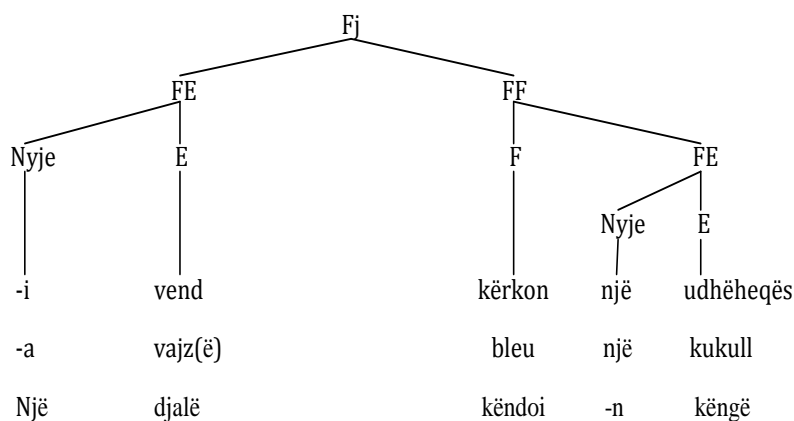 Fj
FE FF
Nyje E F FE
Nyje E
-i vend kërkon një udhëheqës
-a vajz(ë) bleu një kukull
Një djalë këndoi -n këngë